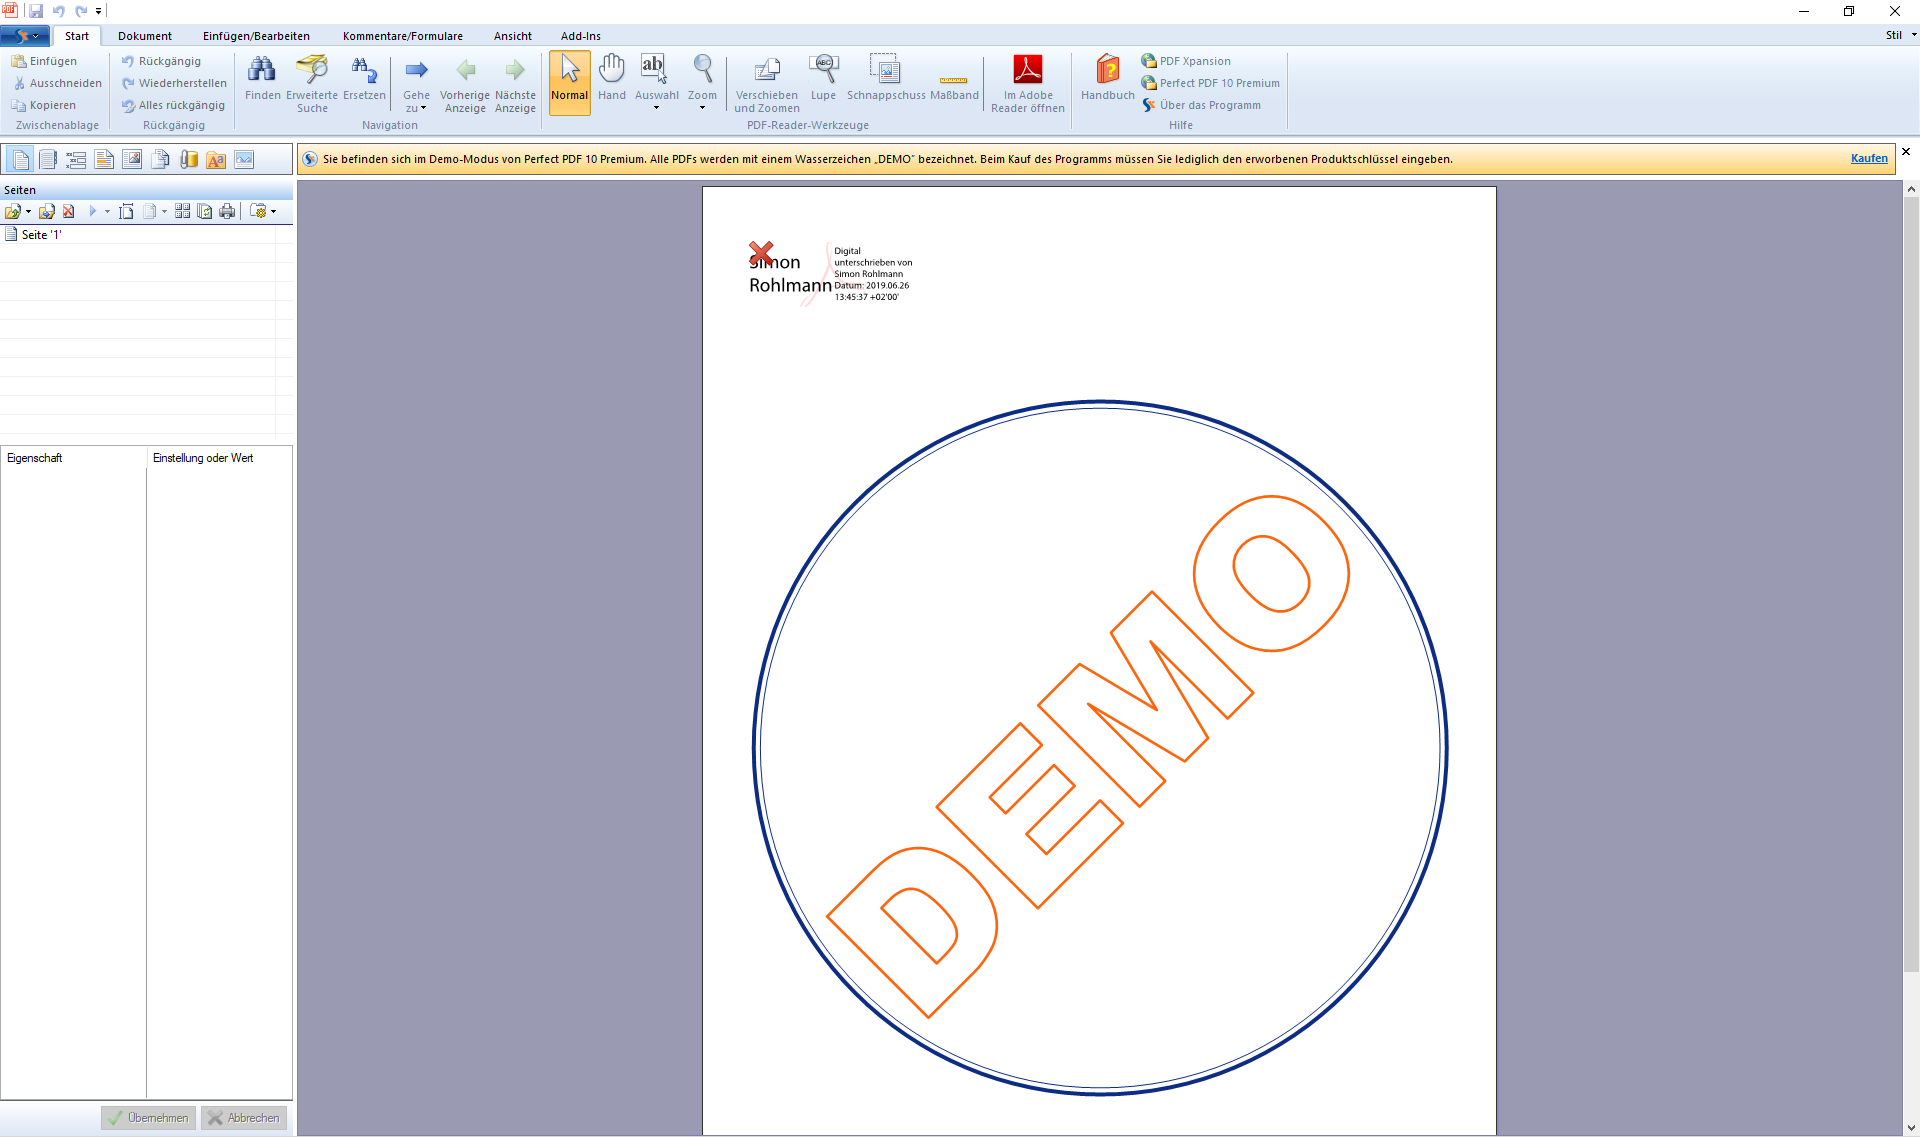 PDF
Start Dokument Einfügen/Bearbeiten Kommentare/Formulare Ansicht Add-Ins Stil
Einfügen
Ausschneiden
Kopieren
Zwischenablage
Rückgängig
Wiederherstellen
Alles rückgängig
Rückgängig
Finden
Erweiterte
Suche
Ersetzen
Gehe
zu
Vorherige
Anzeige
Nächste
Anzeige
Navigation
Normal
Hand
ab
Auswahl
Zoom
Verschieben
und Zoomen
ABC
Lupe
Schnappschuss
Maßband
Im Adobe
Reader öffnen
PDF-Reader-Werkzeuge
Handbuch
PDF Xpansion
Perfect PDF 10 Premium
Über das Programm
Hilfe
Aa
Sie befinden sich im Demo-Modus von Perfect PDF 10 Premium. Alle PDFs werden mit einem Wasserzeichen „DEMO“ bezeichnet. Beim Kauf des Programms müssen Sie lediglich den erworbenen Produktschlüssel eingeben.
Kaufen
Seiten
Seite '1'
Eigenschaft Einstellung oder Wert
Übernehmen Abbrechen
Simon
Rohlmann
Digital
unterschrieben von
Simon Rohlmann
Datum: 2019.06.26
13:45:37 +02'00'
DEMO